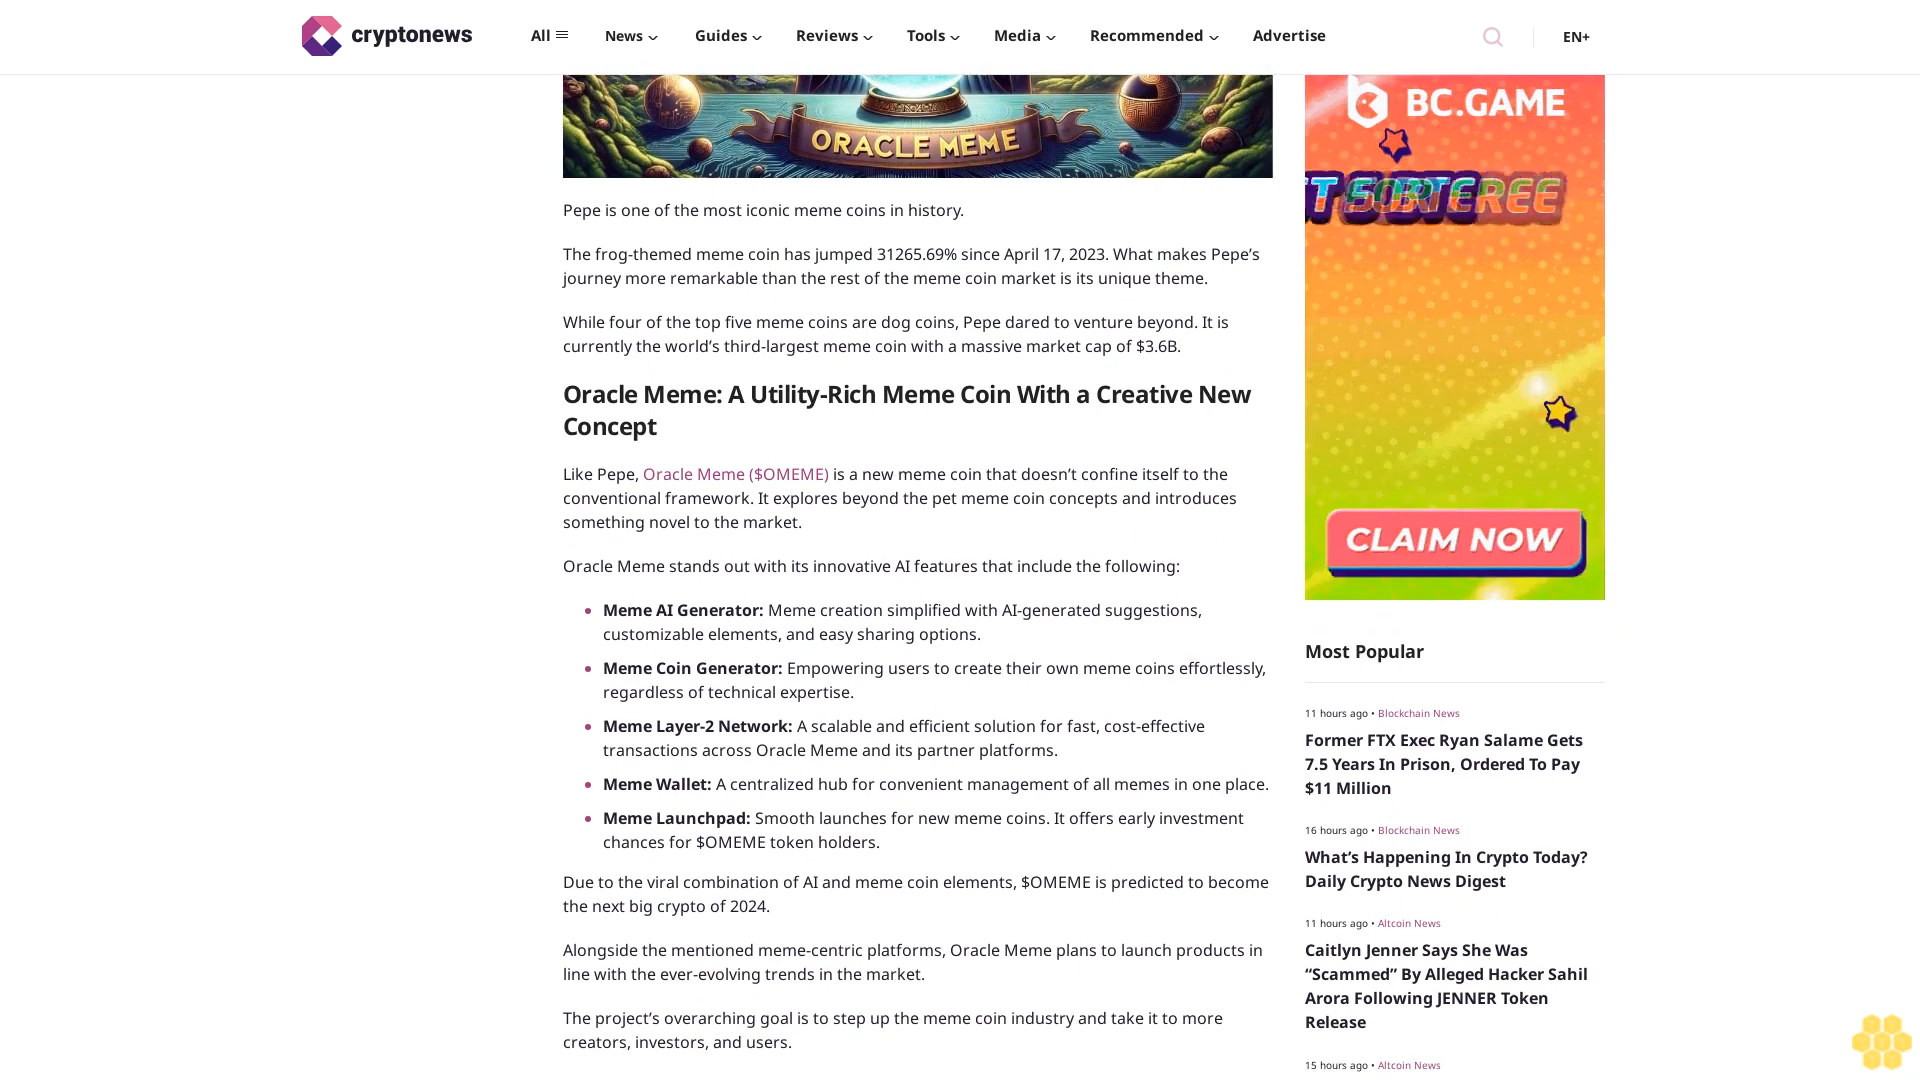 cryptonews
All
News
Guides
Reviews
Tools
Media
Recommended
Advertise
EN+
ORACLE MEME
Pepe is one of the most iconic meme coins in history.
The frog-themed meme coin has jumped 31265.69% since April 17, 2023. What makes Pepe’s
journey more remarkable than the rest of the meme coin market is its unique theme.
While four of the top five meme coins are dog coins, Pepe dared to venture beyond. It is
currently the world’s third-largest meme coin with a massive market cap of $3.6B.
Oracle Meme: A Utility-Rich Meme Coin With a Creative New
Concept
Like Pepe, Oracle Meme ($OMEME) is a new meme coin that doesn’t confine itself to the
conventional framework. It explores beyond the pet meme coin concepts and introduces
something novel to the market.
Oracle Meme stands out with its innovative AI features that include the following:
Meme AI Generator: Meme creation simplified with AI-generated suggestions,
customizable elements, and easy sharing options.
Meme Coin Generator: Empowering users to create their own meme coins effortlessly,
regardless of technical expertise.
Meme Layer-2 Network: A scalable and efficient solution for fast, cost-effective
transactions across Oracle Meme and its partner platforms.
Meme Wallet: A centralized hub for convenient management of all memes in one place.
Meme Launchpad: Smooth launches for new meme coins. It offers early investment
chances for $OMEME token holders.
Due to the viral combination of AI and meme coin elements, $OMEME is predicted to become
the next big crypto of 2024.
Alongside the mentioned meme-centric platforms, Oracle Meme plans to launch products in
line with the ever-evolving trends in the market.
The project’s overarching goal is to step up the meme coin industry and take it to more
creators, investors, and users.
BC.GAME
CLAIM NOW
Most Popular
11 hours ago • Blockchain News
Former FTX Exec Ryan Salame Gets
7.5 Years In Prison, Ordered To Pay
$11 Million
16 hours ago • Blockchain News
What’s Happening In Crypto Today?
Daily Crypto News Digest
11 hours ago • Altcoin News
Caitlyn Jenner Says She Was
“Scammed” By Alleged Hacker Sahil
Arora Following JENNER Token
Release
15 hours ago • Altcoin News